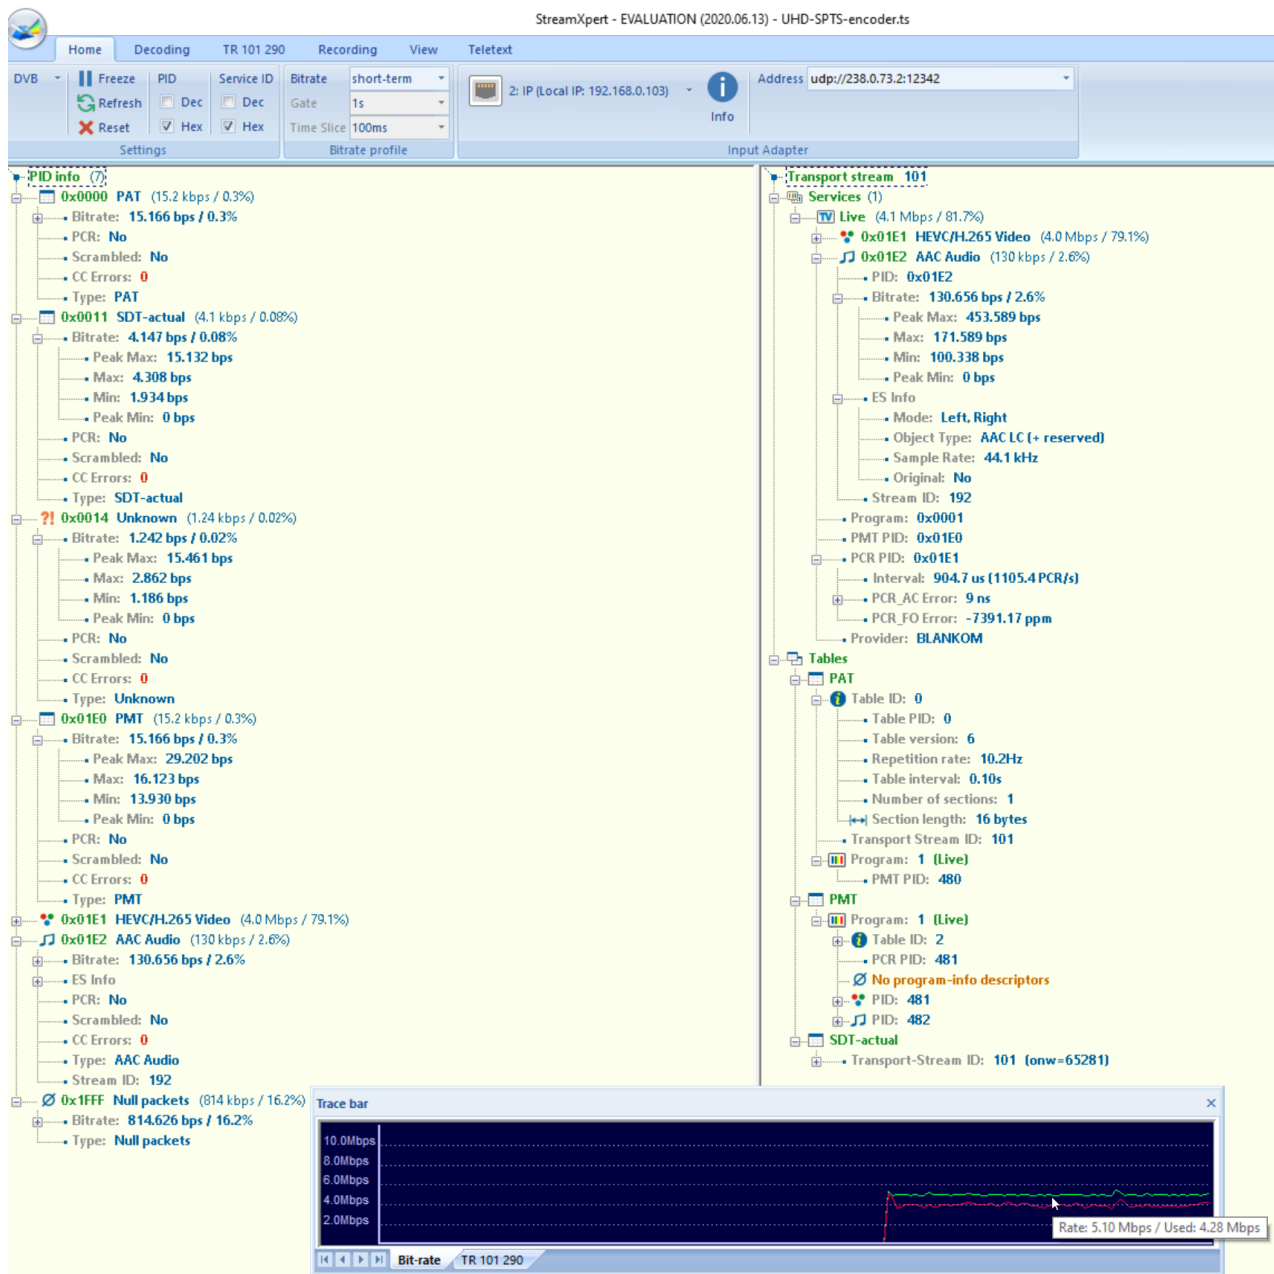 StreamXpert - EVALUATION (2020.06.13) - UHD-SPTS-encoder.ts
Home Decoding TR 101 290 Recording View Teletext
DVB Freeze PID Service ID Bitrate short-term 2: IP (Local IP: 192.168.0.103) Address udp://238.0.73.2:12342
Refresh Dec Dec Gate 1s Info
Reset Hex Hex Time Slice 100ms
Settings Bitrate profile Input Adapter
PID info (7)
0x0000 PAT (15.2 kbps / 0.3%)
Bitrate: 15.166 bps / 0.3%
PCR: No
Scrambled: No
CC Errors: 0
Type: PAT
0x0011 SDT-actual (4.1 kbps / 0.08%)
Bitrate: 4.147 bps / 0.08%
Peak Max: 15.132 bps
Max: 4.308 bps
Min: 1.934 bps
Peak Min: 0 bps
PCR: No
Scrambled: No
CC Errors: 0
Type: SDT-actual
?! 0x0014 Unknown (1.24 kbps / 0.02%)
Bitrate: 1.242 bps / 0.02%
Peak Max: 15.461 bps
Max: 2.862 bps
Min: 1.186 bps
Peak Min: 0 bps
PCR: No
Scrambled: No
CC Errors: 0
Type: Unknown
0x01E0 PMT (15.2 kbps / 0.3%)
Bitrate: 15.166 bps / 0.3%
Peak Max: 29.202 bps
Max: 16.123 bps
Min: 13.930 bps
Peak Min: 0 bps
PCR: No
Scrambled: No
CC Errors: 0
Type: PMT
0x01E1 HEVC/H.265 Video (4.0 Mbps / 79.1%)
0x01E2 AAC Audio (130 kbps / 2.6%)
Bitrate: 130.656 bps / 2.6%
ES Info
PCR: No
Scrambled: No
CC Errors: 0
Type: AAC Audio
Stream ID: 192
0x1FFF Null packets (814 kbps / 16.2%)
Bitrate: 814.626 bps / 16.2%
Type: Null packets
Transport stream 101
Services (1)
TV Live (4.1 Mbps / 81.7%)
0x01E1 HEVC/H.265 Video (4.0 Mbps / 79.1%)
0x01E2 AAC Audio (130 kbps / 2.6%)
PID: 0x01E2
Bitrate: 130.656 bps / 2.6%
Peak Max: 453.589 bps
Max: 171.589 bps
Min: 100.338 bps
Peak Min: 0 bps
ES Info
Mode: Left, Right
Object Type: AAC LC (+ reserved)
Sample Rate: 44.1 kHz
Original: No
Stream ID: 192
Program: 0x0001
PMT PID: 0x01E0
PCR PID: 0x01E1
Interval: 904.7 us (1105.4 PCR/s)
PCR_AC Error: 9 ns
PCR_FO Error: -7391.17 ppm
Provider: BLANKOM
Tables
PAT
Table ID: 0
Table PID: 0
Table version: 6
Repetition rate: 10.2Hz
Table interval: 0.10s
Number of sections: 1
Section length: 16 bytes
Transport Stream ID: 101
Program: 1 (Live)
PMT PID: 480
PMT
Program: 1 (Live)
Table ID: 2
PCR PID: 481
No program-info descriptors
PID: 481
PID: 482
SDT-actual
Transport-Stream ID: 101 (onw=65281)
Trace bar
10.0Mbps
8.0Mbps
6.0Mbps
4.0Mbps
2.0Mbps
Rate: 5.10 Mbps / Used: 4.28 Mbps
Bit-rate TR 101 290